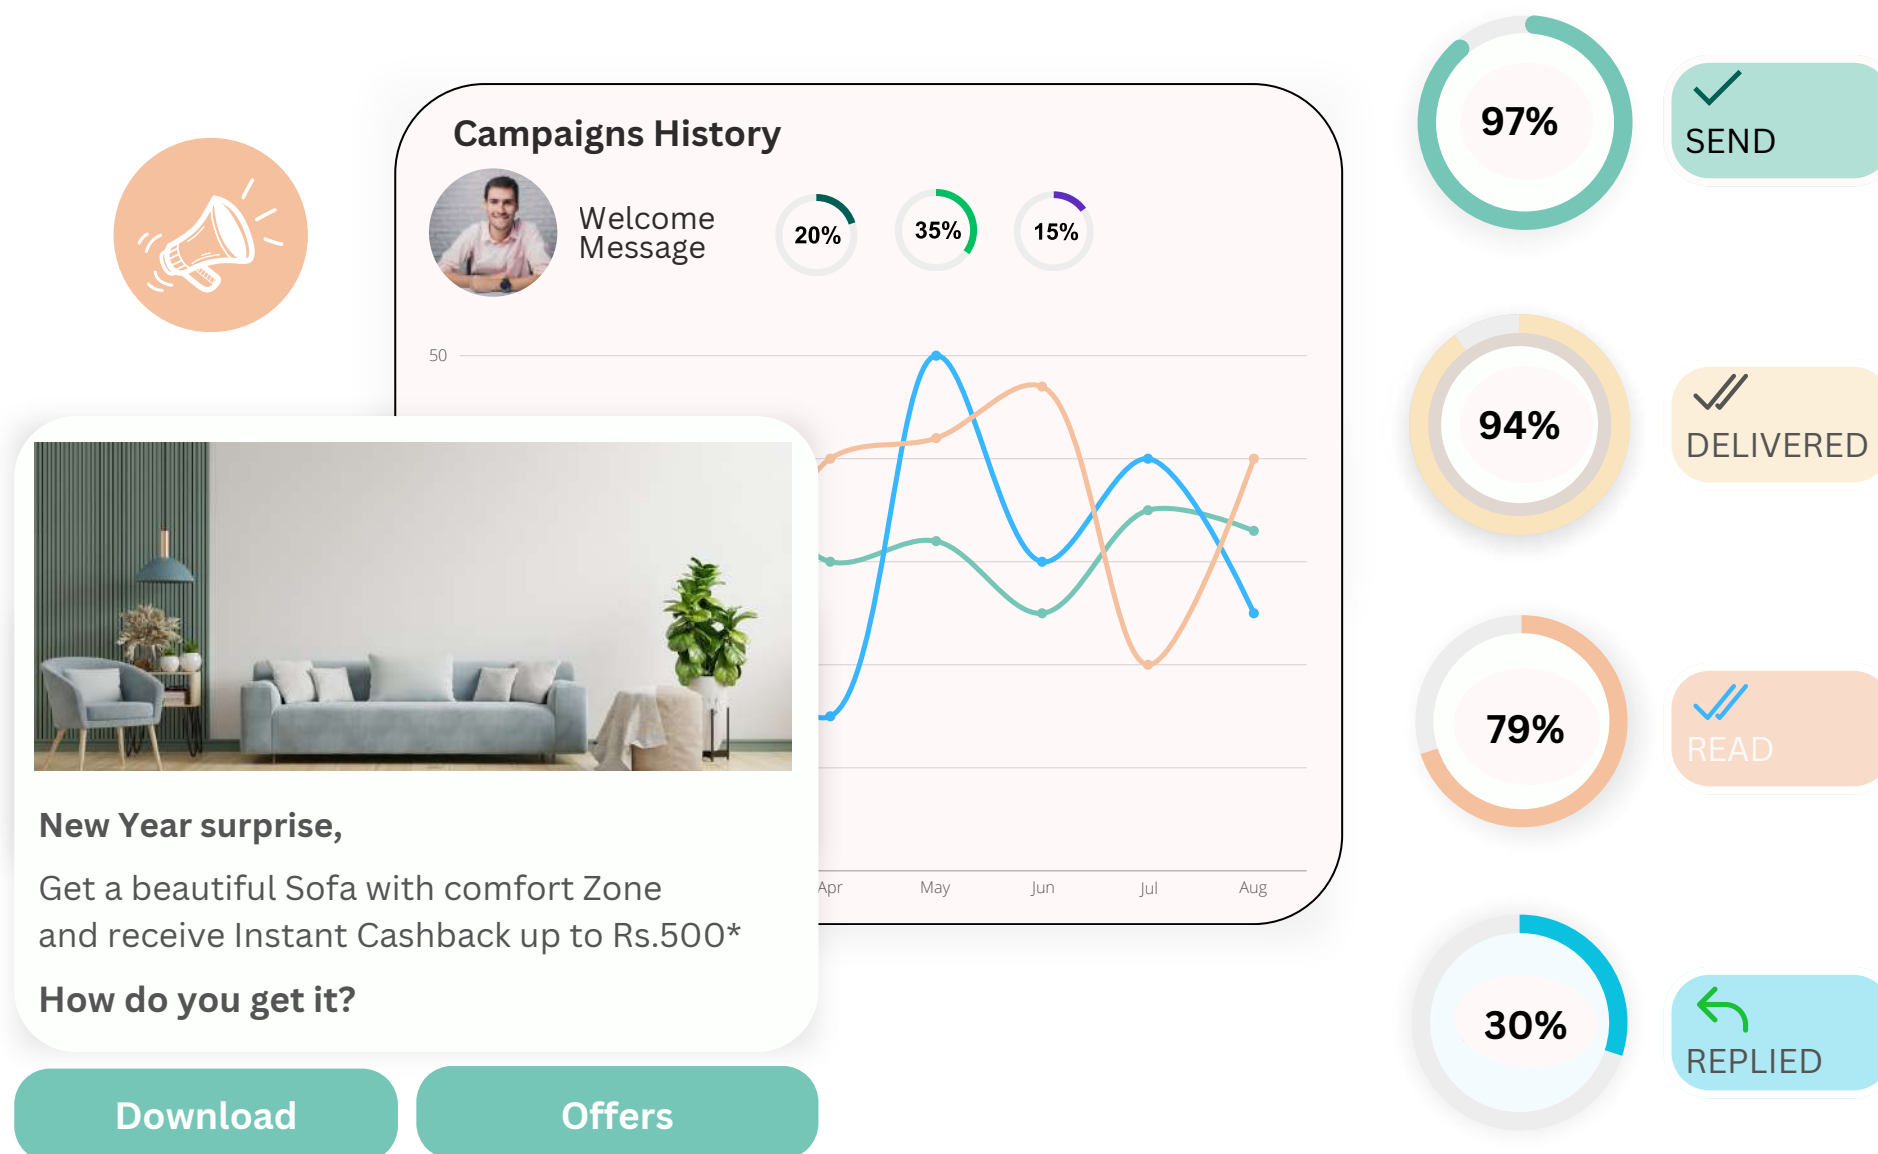 Campaigns History
Welcome
Message
20%
35%
15%
50
Apr
May
Jun
Jul
Aug
New Year surprise,
Get a beautiful Sofa with comfort Zone
and receive Instant Cashback up to Rs.500*
How do you get it?
Download
Offers
97%
SEND
94%
DELIVERED
79%
READ
30%
REPLIED